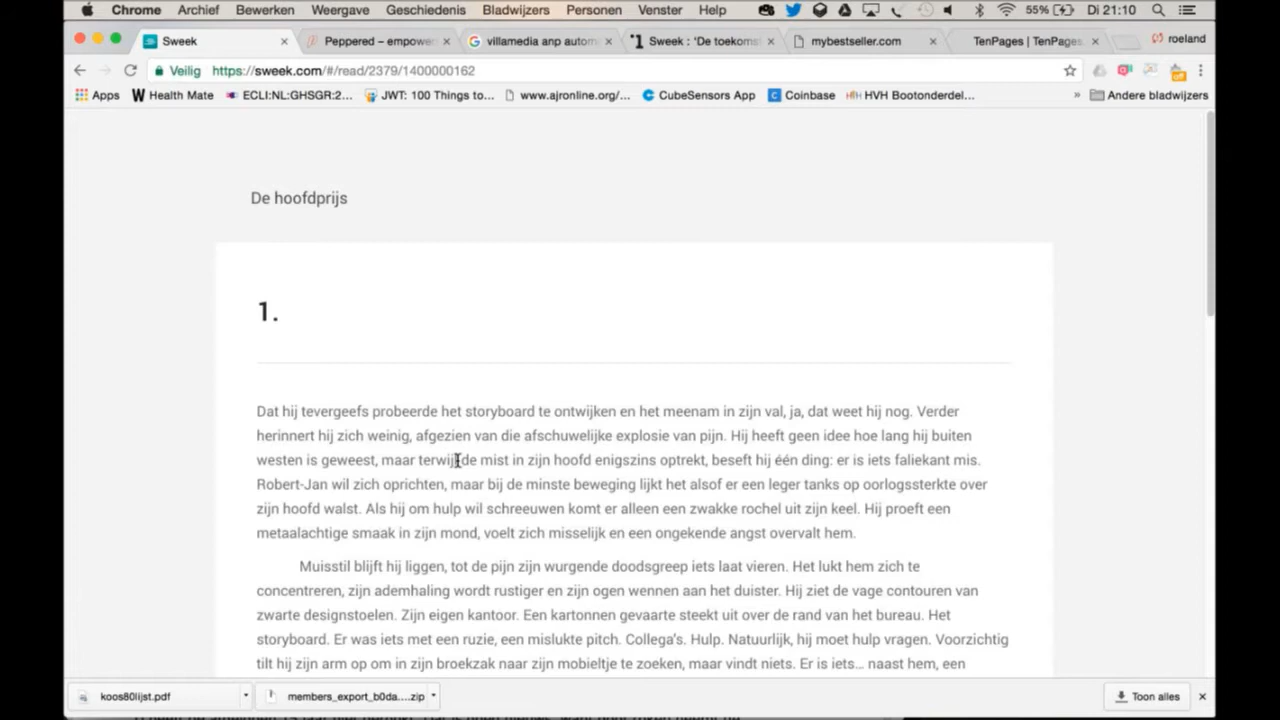 Chrome Archief Bewerken Weergave Geschiedenis Bladwijzers Personen Venster Help 55% Di 21:10
Sweek Peppered – empowe villamedia anp autom Sweek : 'De toekoms mybestseller.com TenPages | TenPages. roeland
Veilig https://sweek.com/#/read/2379/1400000162
Apps Health Mate ECLI:NL:GHSGR:2... JWT: 100 Things to... www.ajronline.org/... CubeSensors App Coinbase HVH Bootonderdel... » Andere bladwijzers
De hoofdprijs
1.
Dat hij tevergeefs probeerde het storyboard te ontwijken en het meenam in zijn val, ja, dat weet hij nog. Verder
herinnert hij zich weinig, afgezien van die afschuwelijke explosie van pijn. Hij heeft geen idee hoe lang hij buiten
westen is geweest, maar terwijl de mist in zijn hoofd enigszins optrekt, beseft hij één ding: er is iets faliekant mis.
Robert-Jan wil zich oprichten, maar bij de minste beweging lijkt het alsof er een leger tanks op oorlogssterkte over
zijn hoofd walst. Als hij om hulp wil schreeuwen komt er alleen een zwakke rochel uit zijn keel. Hij proeft een
metaalachtige smaak in zijn mond, voelt zich misselijk en een ongekende angst overvalt hem.
Muisstil blijft hij liggen, tot de pijn zijn wurgende doodsgreep iets laat vieren. Het lukt hem zich te
concentreren, zijn ademhaling wordt rustiger en zijn ogen wennen aan het duister. Hij ziet de vage contouren van
zwarte designstoelen. Zijn eigen kantoor. Een kartonnen gevaarte steekt uit over de rand van het bureau. Het
storyboard. Er was iets met een ruzie, een mislukte pitch. Collega's. Hulp. Natuurlijk, hij moet hulp vragen. Voorzichtig
tilt hij zijn arm op om in zijn broekzak naar zijn mobieltje te zoeken, maar vindt niets. Er is iets... naast hem, een
koos80lijst.pdf members_export_b0da....zip Toon alles